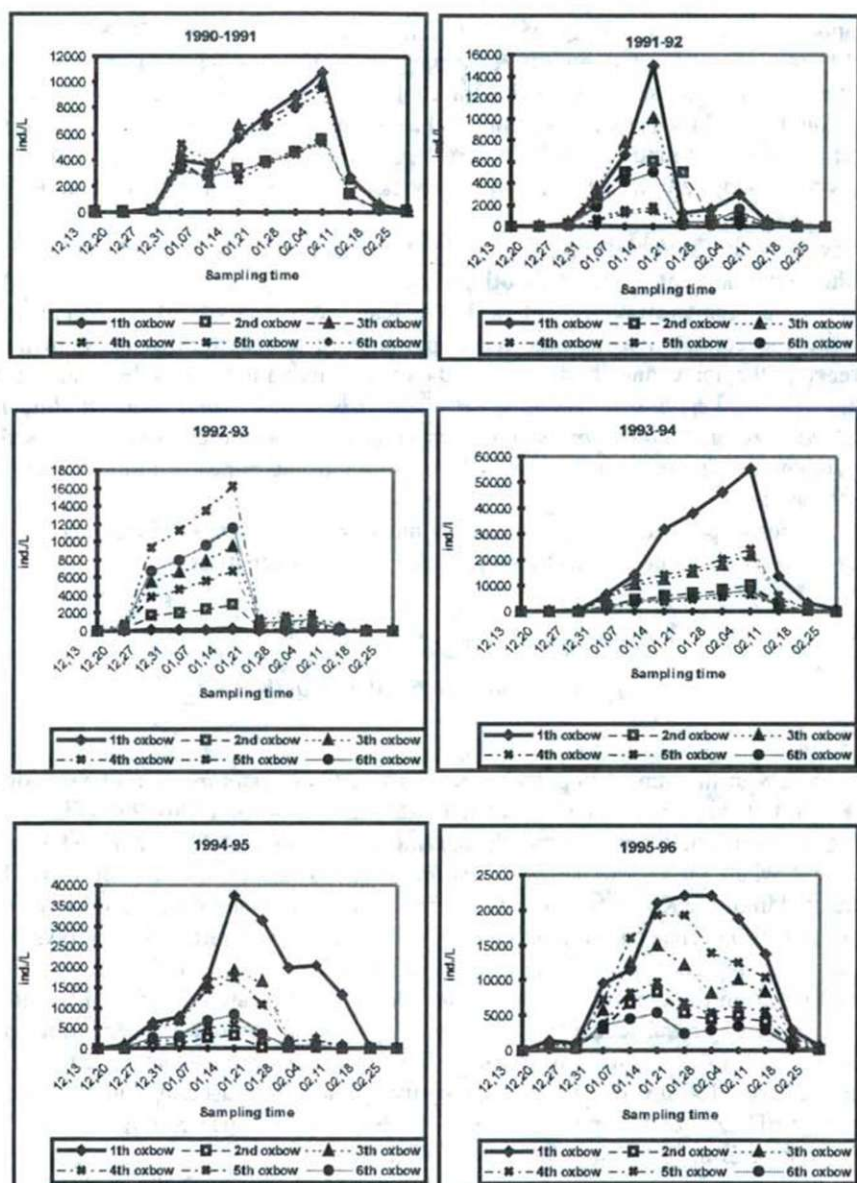 1990-1991
12000
10000
8000
6000
4000
2000
0
ind./L
12,13 12,20 12,27 12,31 01,07 01,14 01,21 01,28 02,04 02,11 02,18 02,25
Sampling time
1th oxbow 2nd oxbow 3th oxbow
4th oxbow 5th oxbow 6th oxbow
1991-92
16000
14000
12000
10000
8000
6000
4000
2000
0
ind./L
12,13 12,20 12,27 12,31 01,07 01,14 01,21 01,28 02,04 02,11 02,18 02,25
Sampling time
1th oxbow 2nd oxbow 3th oxbow
4th oxbow 5th oxbow 6th oxbow
1992-93
18000
16000
14000
12000
10000
8000
6000
4000
2000
0
ind./L
12,13 12,20 12,27 12,31 01,07 01,14 01,21 01,28 02,04 02,11 02,18 02,25
Sampling time
1th oxbow 2nd oxbow 3th oxbow
4th oxbow 5th oxbow 6th oxbow
1993-94
60000
50000
40000
30000
20000
10000
0
ind./L
12,13 12,20 12,27 12,31 01,07 01,14 01,21 01,28 02,04 02,11 02,18 02,25
Sampling time
1th oxbow 2nd oxbow 3th oxbow
4th oxbow 5th oxbow 6th oxbow
1994-95
40000
35000
30000
25000
20000
15000
10000
5000
0
ind./L
12,13 12,20 12,27 12,31 01,07 01,14 01,21 01,28 02,04 02,11 02,18 02,25
Sampling time
1th oxbow 2nd oxbow 3th oxbow
4th oxbow 5th oxbow 6th oxbow
1995-96
25000
20000
15000
10000
5000
0
ind./L
12,13 12,20 12,27 12,31 01,07 01,14 01,21 01,28 02,04 02,11 02,18 02,25
Sampling time
1th oxbow 2nd oxbow 3th oxbow
4th oxbow 5th oxbow 6th oxbow